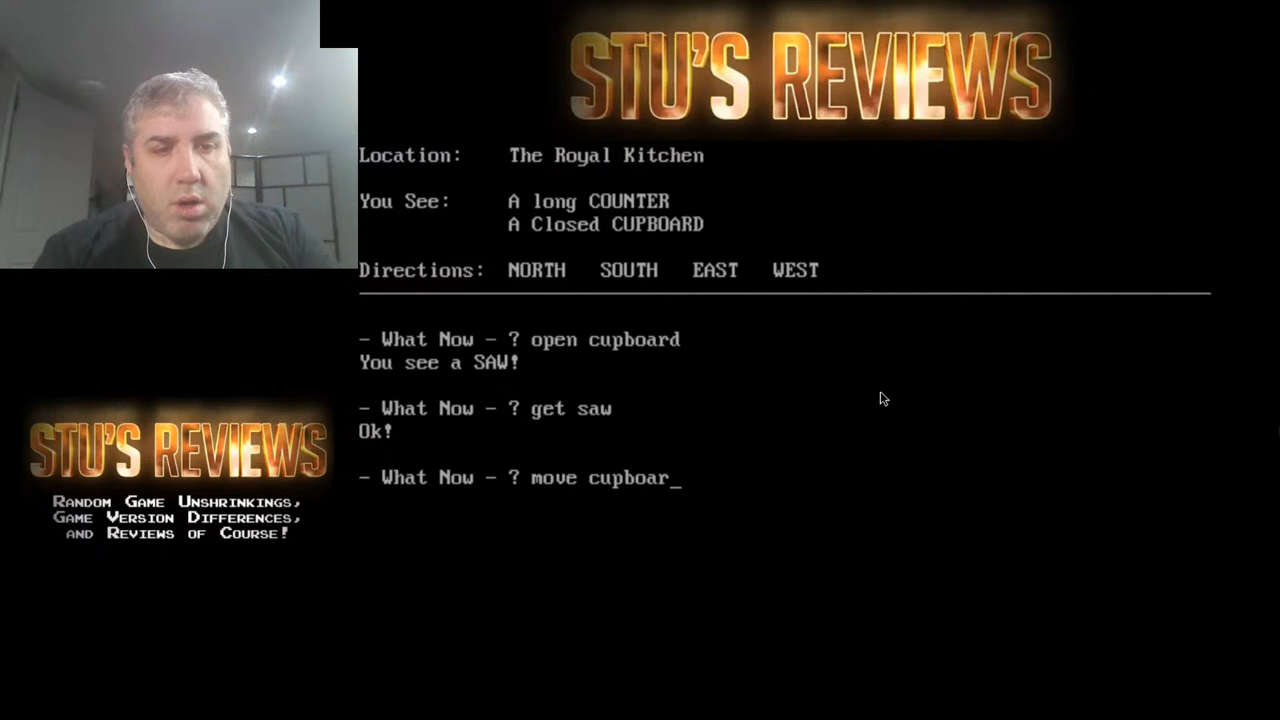 STU'S REVIEWS
Location: The Royal Kitchen
You See: A long COUNTER
A Closed CUPBOARD
Directions: NORTH SOUTH EAST WEST
- What Now - ? open cupboard
You see a SAW!
- What Now - ? get saw
Ok!
- What Now - ? move cupboar_
STU'S REVIEWS
RANDOM GAME UNSHRINKINGS,
GAME VERSION DIFFERENCES,
AND REVIEWS OF COURSE!